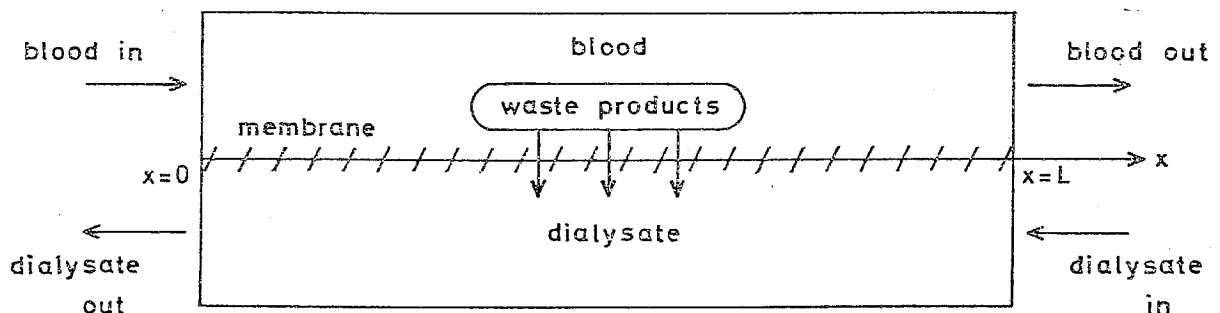 blood in
blood
blood out
waste products
membrane
x=0
x
x=L
dialysate
dialysate
out
dialysate
in